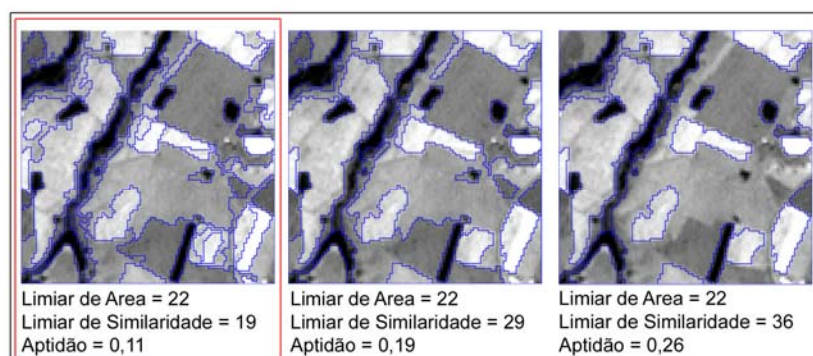 Limiar de Area = 22
Limiar de Similaridade = 19
Aptidão = 0,11
Limiar de Area = 22
Limiar de Similaridade = 29
Aptidão = 0,19
Limiar de Area = 22
Limiar de Similaridade = 36
Aptidão = 0,26